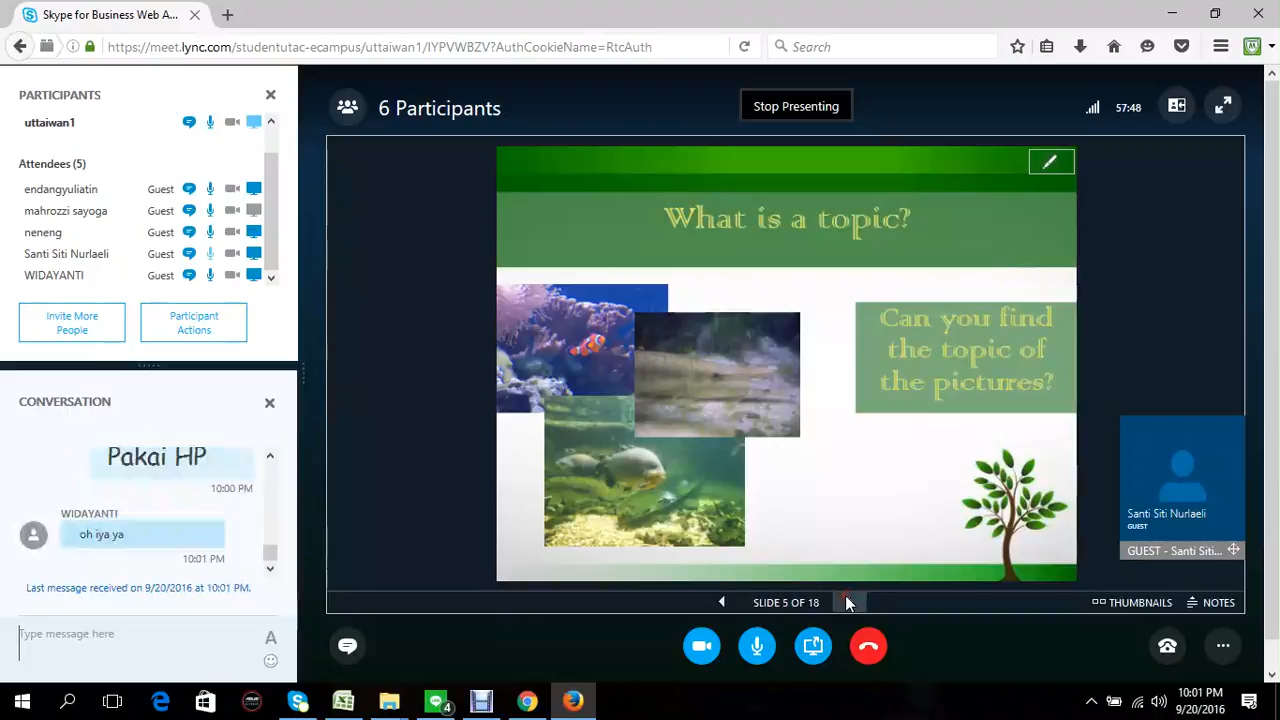 Skype for Business Web A...
https://meet.lync.com/studentutac-ecampus/uttaiwan1/IYPVWBZV?AuthCookieName=RtcAuth
Search
PARTICIPANTS
uttaiwan1
Attendees (5)
endangyuliatin Guest
mahrozzi sayoga Guest
neneng Guest
Santi Siti Nurlaeli Guest
WIDAYANTI Guest
Invite More
People
Participant
Actions
CONVERSATION
Pakai HP
10:00 PM
WIDAYANTI
oh iya ya
10:01 PM
Last message received on 9/20/2016 at 10:01 PM.
Type message here
A
6 Participants
Stop Presenting
57:48
What is a topic?
Can you find
the topic of
the pictures?
Santi Siti Nurlaeli
GUEST
GUEST - Santi Siti...
SLIDE 5 OF 18
THUMBNAILS
NOTES
4
10:01 PM
9/20/2016